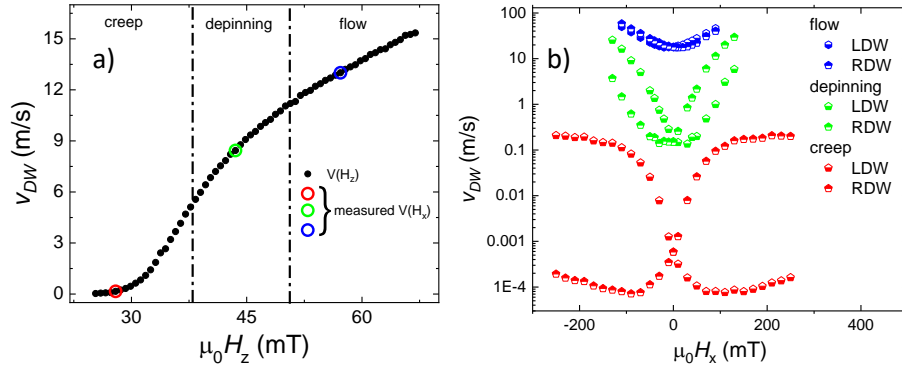 creep
depinning
flow
a)
15
12
9
6
3
0
v_DW (m/s)
V(H_z)
measured V(H_x)
30
45
60
μ₀H_z (mT)
b)
100
10
1
0.1
0.01
0.001
1E-4
v_DW (m/s)
flow
LDW
RDW
depinning
LDW
RDW
creep
LDW
RDW
-200
0
200
400
μ₀H_x (mT)